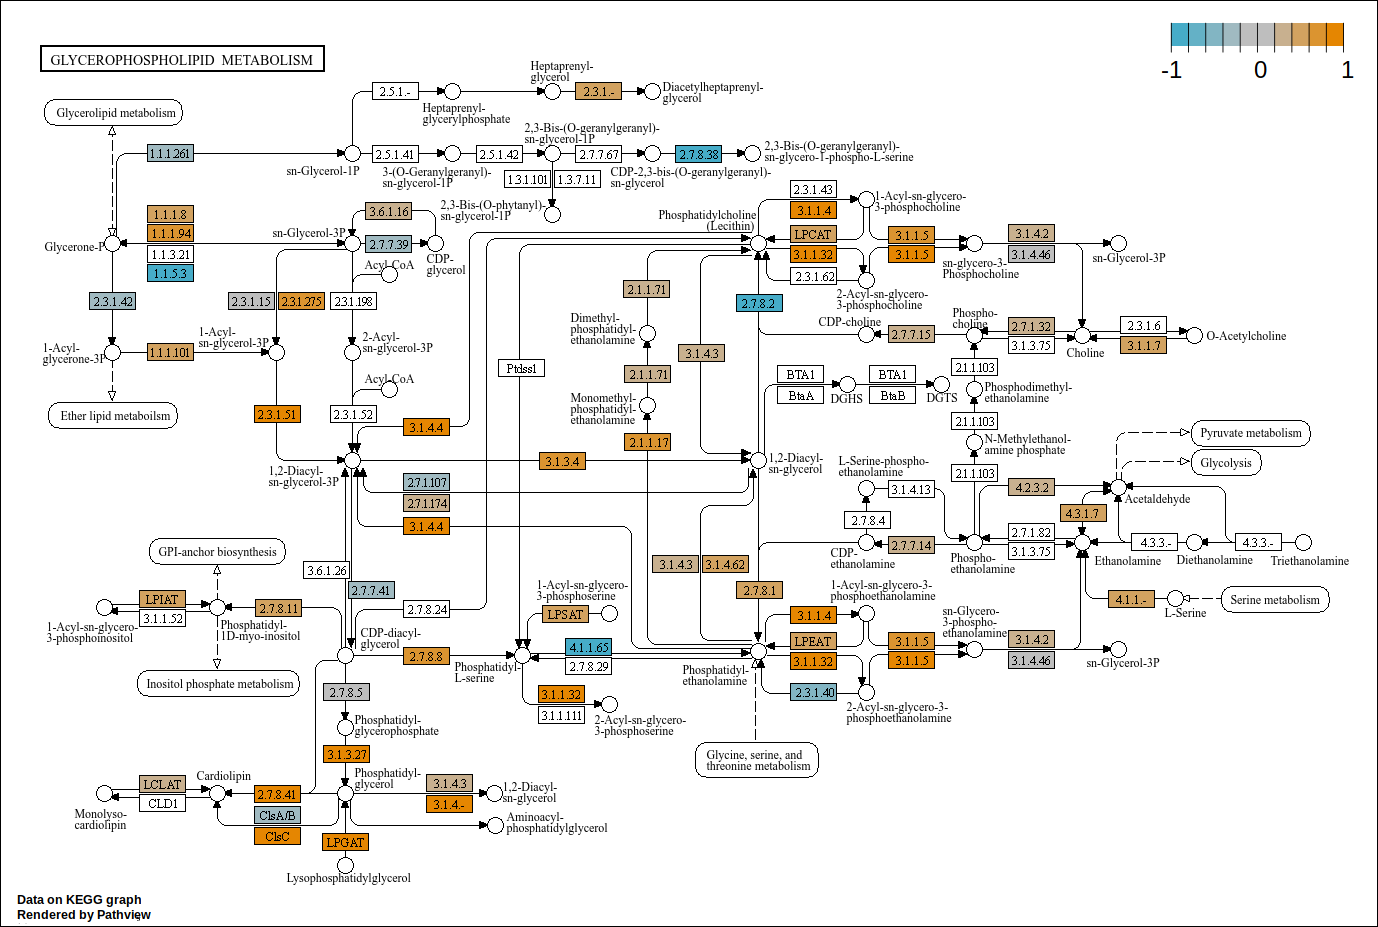 GLYCEROPHOSPHOLIPID METABOLISM
-1 0 1
Heptaprenyl-
glycerol
2.5.1.-
2.3.1.-
Diacetylheptaprenyl-
glycerol
Heptaprenyl-
glycerylphosphate
Glycerolipid metabolism
2,3-Bis-(O-geranylgeranyl)-
sn-glycerol-1P
1.1.1.261
sn-Glycerol-1P
2.5.1.41
2.5.1.42
2.7.7.67
2.7.8.38
2,3-Bis-(O-geranylgeranyl)-
sn-glycero-1-phospho-L-serine
3-(O-Geranylgeranyl)-
sn-glycerol-1P
1.3.1.101
1.3.7.11
CDP-2,3-bis-(O-geranylgeranyl)-
sn-glycerol
2,3-Bis-(O-phytanyl)-
sn-glycerol-1P
1.1.1.8
1.1.1.94
1.1.3.21
1.1.5.3
Glycerone-P
sn-Glycerol-3P
3.6.1.16
2.7.7.39
CDP-
glycerol
Acyl-CoA
2.3.1.42
2.3.1.15
2.3.1.275
2.3.1.198
1-Acyl-
glycerone-3P
1.1.1.101
1-Acyl-
sn-glycerol-3P
2-Acyl-
sn-glycerol-3P
Acyl-CoA
Ether lipid metaboilsm
2.3.1.51
2.3.1.52
3.1.4.4
1,2-Diacyl-
sn-glycerol-3P
3.1.3.4
2.7.1.107
2.7.1.174
3.1.4.4
Ptdss1
Phosphatidylcholine
(Lecithin)
2.3.1.43
3.1.1.4
LPCAT
3.1.1.32
2.3.1.62
1-Acyl-sn-glycero-
3-phosphocholine
2-Acyl-sn-glycero-
3-phosphocholine
3.1.1.5
3.1.1.5
sn-glycero-3-
Phosphocholine
3.1.4.2
3.1.4.46
sn-Glycerol-3P
2.1.1.71
Dimethyl-
phosphatidyl-
ethanolamine
2.1.1.71
Monomethyl-
phosphatidyl-
ethanolamine
2.1.1.17
3.1.4.3
2.7.8.2
CDP-choline
2.7.7.15
Phospho-
choline
2.7.1.32
3.1.3.75
Choline
2.3.1.6
3.1.1.7
O-Acetylcholine
BTA1
BtaA
DGHS
BTA1
BtaB
DGTS
2.1.1.103
Phosphodimethyl-
ethanolamine
2.1.1.103
N-Methylethanol-
amine phosphate
2.1.1.103
1,2-Diacyl-
sn-glycerol
L-Serine-phospho-
ethanolamine
3.1.4.13
2.7.8.4
CDP-
ethanolamine
2.7.7.14
Phospho-
ethanolamine
4.2.3.2
2.7.1.82
3.1.3.75
4.3.1.7
Acetaldehyde
Pyruvate metabolism
Glycolysis
Ethanolamine
4.3.3.-
Diethanolamine
4.3.3.-
Triethanolamine
4.1.1.-
L-Serine
Serine metabolism
GPI-anchor biosynthesis
3.6.1.26
2.7.7.41
2.7.8.24
LPIAT
3.1.1.52
1-Acyl-sn-glycero-
3-phosphoinositol
2.7.8.11
Phosphatidyl-
1D-myo-inositol
Inositol phosphate metabolism
CDP-diacyl-
glycerol
2.7.8.8
Phosphatidyl-
L-serine
1-Acyl-sn-glycero-
3-phosphoserine
LPSAT
4.1.1.65
2.7.8.29
3.1.1.32
3.1.1.111
2-Acyl-sn-glycero-
3-phosphoserine
3.1.4.3
3.1.4.62
2.7.8.1
Phosphatidyl-
ethanolamine
1-Acyl-sn-glycero-3-
phosphoethanolamine
3.1.1.4
LPEAT
3.1.1.32
2.3.1.40
2-Acyl-sn-glycero-3-
phosphoethanolamine
3.1.1.5
3.1.1.5
sn-Glycero-
3-phospho-
ethanolamine
3.1.4.2
3.1.4.46
sn-Glycerol-3P
Glycine, serine, and
threonine metabolism
2.7.8.5
Phosphatidyl-
glycerophosphate
3.1.3.27
Phosphatidyl-
glycerol
Cardiolipin
LCLAT
CLD1
Monolyso-
cardiolipin
2.7.8.41
ClsA/B
ClsC
3.1.4.3
3.1.4.-
1,2-Diacyl-
sn-glycerol
Aminoacyl-
phosphatidylglycerol
LPGAT
Lysophosphatidylglycerol
Data on KEGG graph
Rendered by Pathview